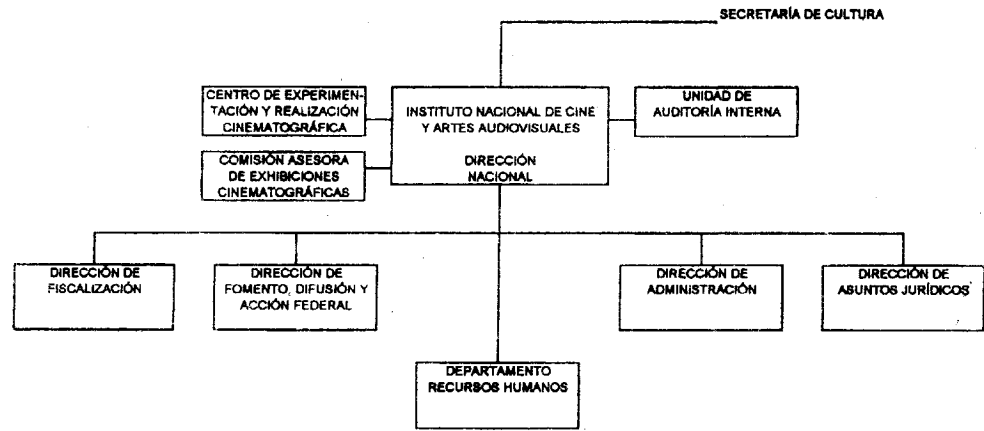 SECRETARÍA DE CULTURA
CENTRO DE EXPERIMEN-
TACIÓN Y REALIZACIÓN
CINEMATOGRÁFICA
INSTITUTO NACIONAL DE CINE
Y ARTES AUDIOVISUALES
DIRECCIÓN
NACIONAL
UNIDAD DE
AUDITORÍA INTERNA
COMISIÓN ASESORA
DE EXHIBICIONES
CINEMATOGRÁFICAS
DIRECCIÓN DE
FISCALIZACIÓN
DIRECCIÓN DE
FOMENTO, DIFUSIÓN Y
ACCIÓN FEDERAL
DIRECCIÓN DE
ADMINISTRACIÓN
DIRECCIÓN DE
ASUNTOS JURÍDICOS
DEPARTAMENTO
RECURSOS HUMANOS